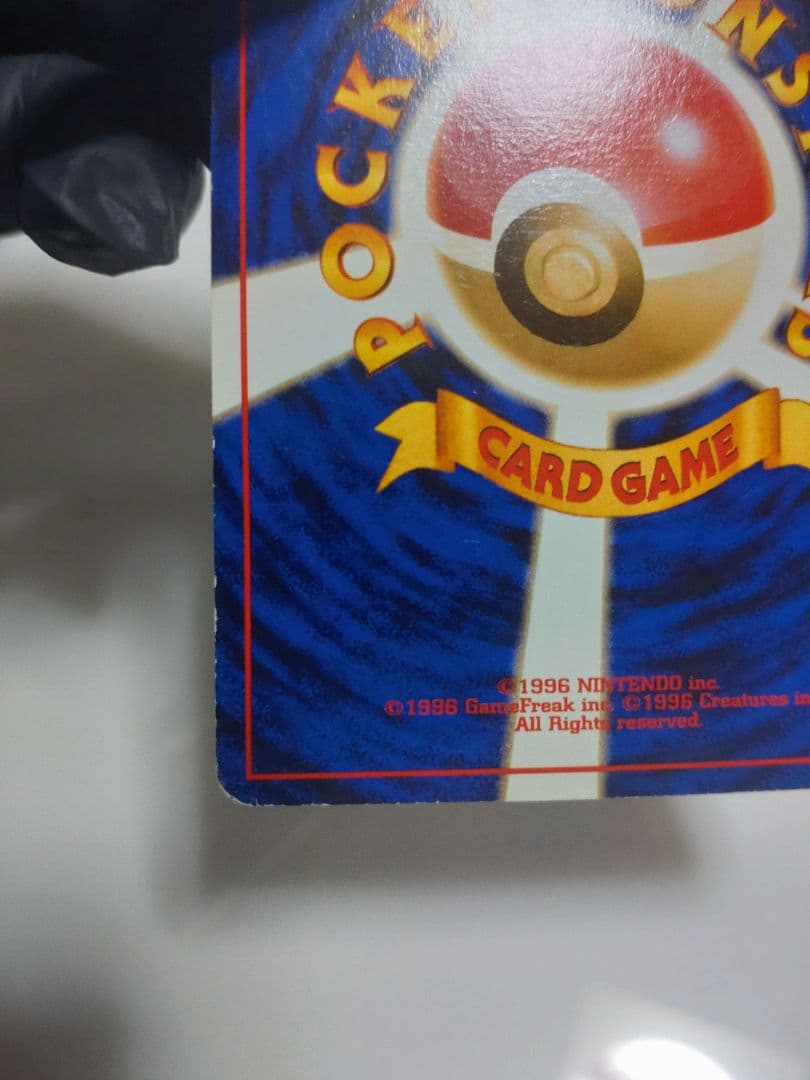 POCKE
CARD GAME
©1996 NINTENDO inc.
©1996 GameFreak inc. ©1996 Creatures in
All Rights reserved.